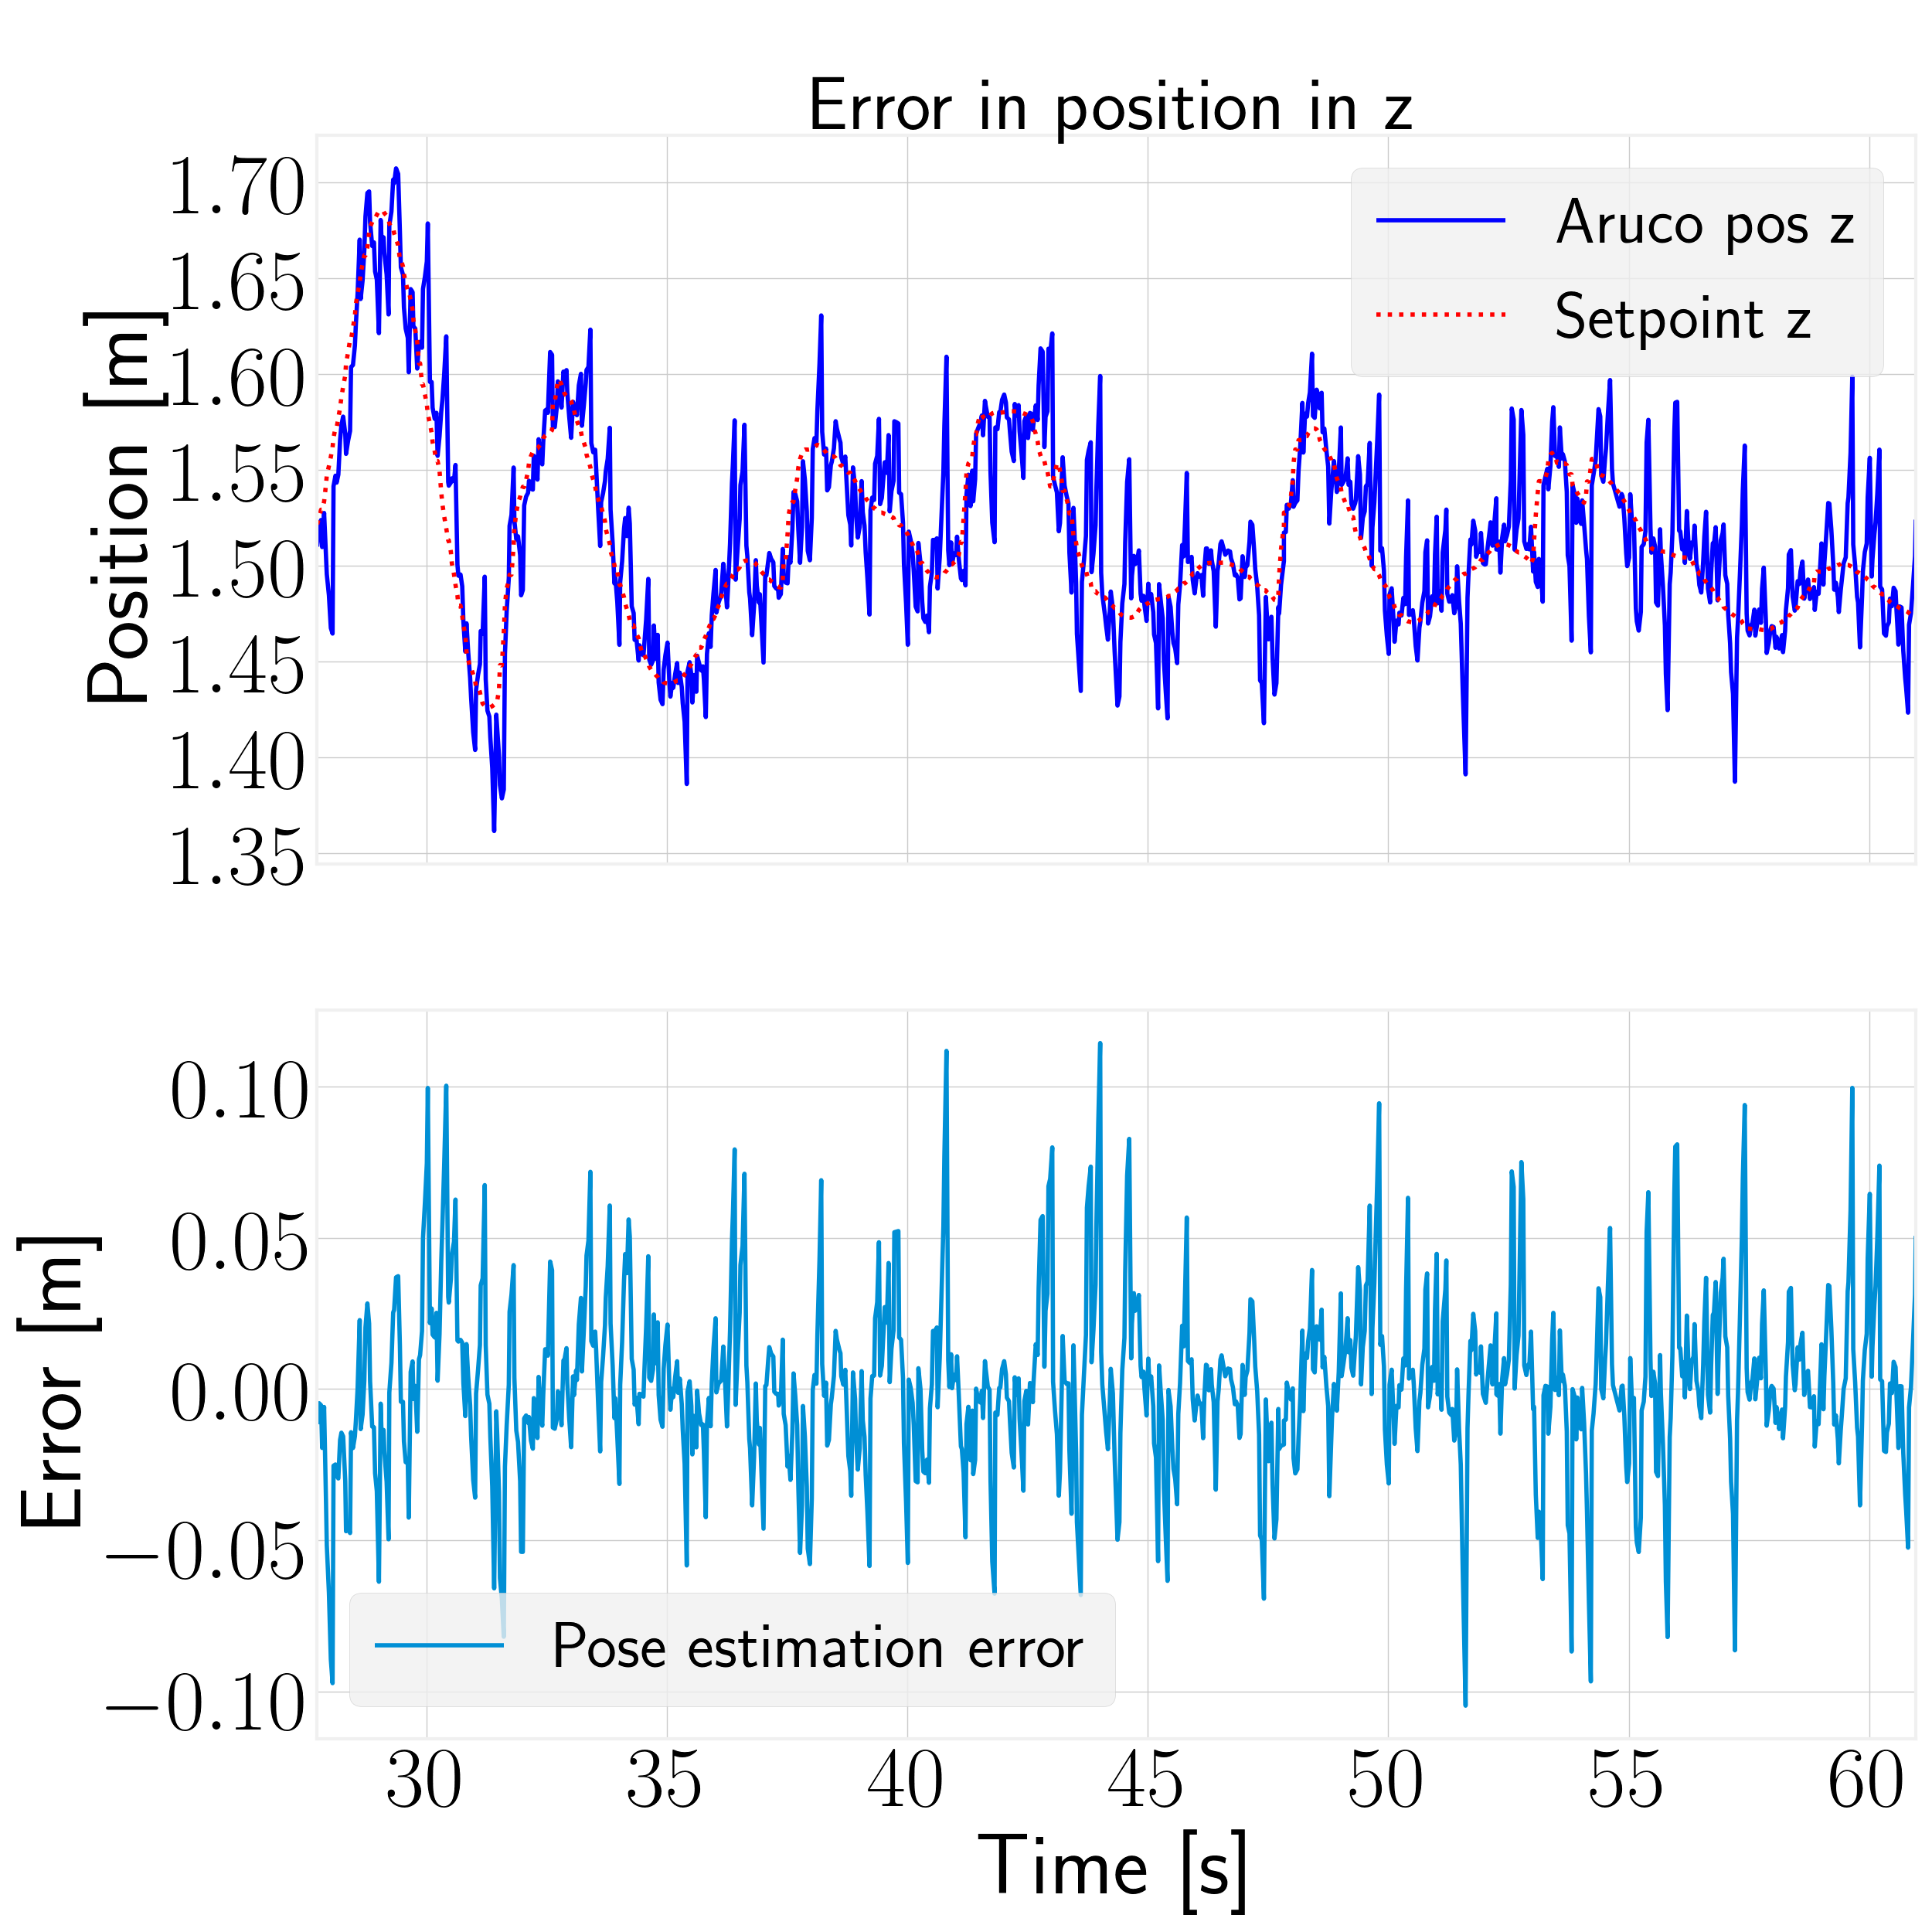 Error in position in z
Position [m]
1.70
1.65
1.60
1.55
1.50
1.45
1.40
1.35
Aruco pos z
Setpoint z
Error [m]
0.10
0.05
0.00
−0.05
−0.10
Pose estimation error
30 35 40 45 50 55 60
Time [s]